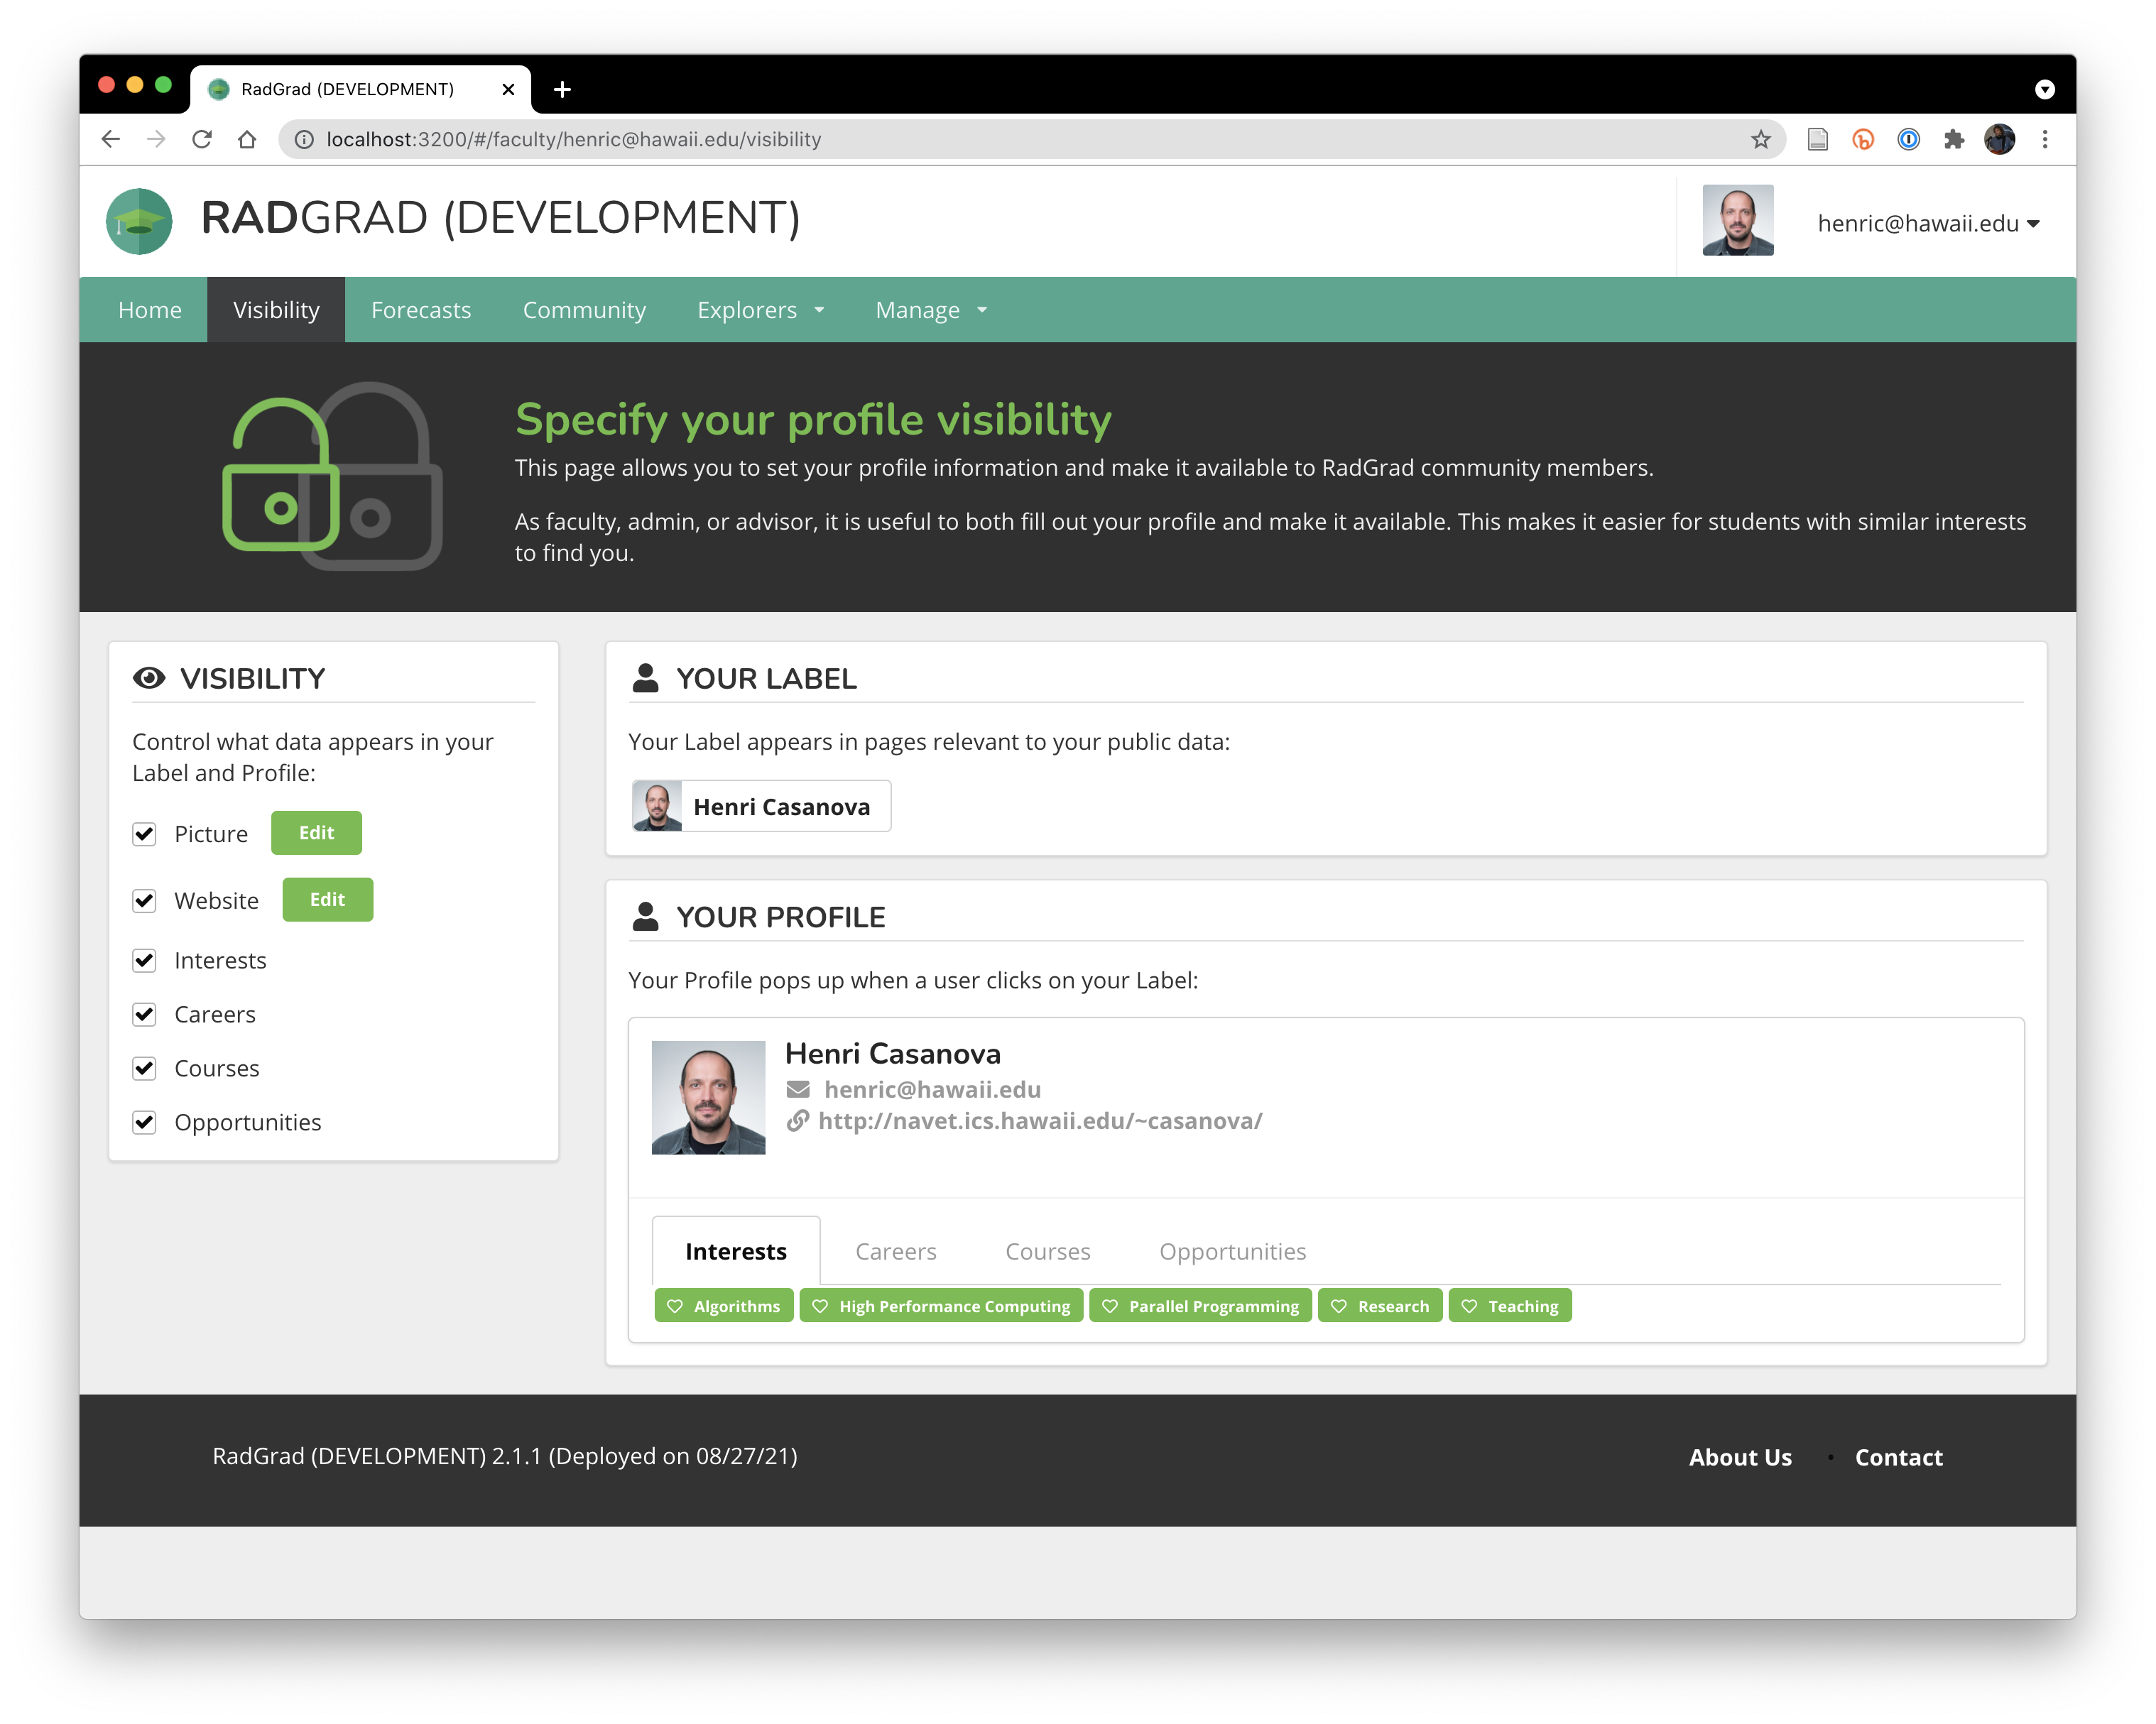 RadGrad (DEVELOPMENT)
localhost:3200/#/faculty/henric@hawaii.edu/visibility
RADGRAD (DEVELOPMENT)
henric@hawaii.edu
Home Visibility Forecasts Community Explorers Manage
Specify your profile visibility
This page allows you to set your profile information and make it available to RadGrad community members.
As faculty, admin, or advisor, it is useful to both fill out your profile and make it available. This makes it easier for students with similar interests
to find you.
VISIBILITY
Control what data appears in your
Label and Profile:
Picture Edit
Website Edit
Interests
Careers
Courses
Opportunities
YOUR LABEL
Your Label appears in pages relevant to your public data:
Henri Casanova
YOUR PROFILE
Your Profile pops up when a user clicks on your Label:
Henri Casanova
henric@hawaii.edu
http://navet.ics.hawaii.edu/~casanova/
Interests Careers Courses Opportunities
Algorithms High Performance Computing Parallel Programming Research Teaching
RadGrad (DEVELOPMENT) 2.1.1 (Deployed on 08/27/21)
About Us • Contact